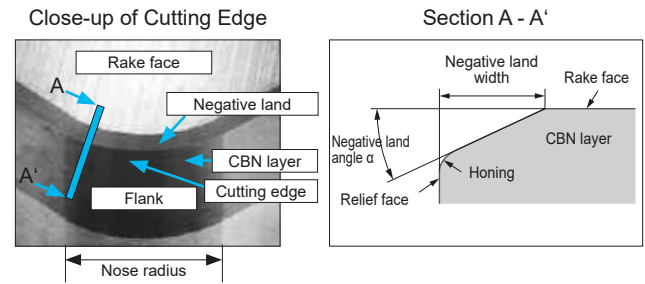 Close-up of Cutting Edge
Rake face
A
Negative land
CBN layer
A‘
Cutting edge
Flank
Nose radius
Section A - A‘
Negative land
width
Rake face
CBN layer
Negative land
angle α
Honing
Relief face